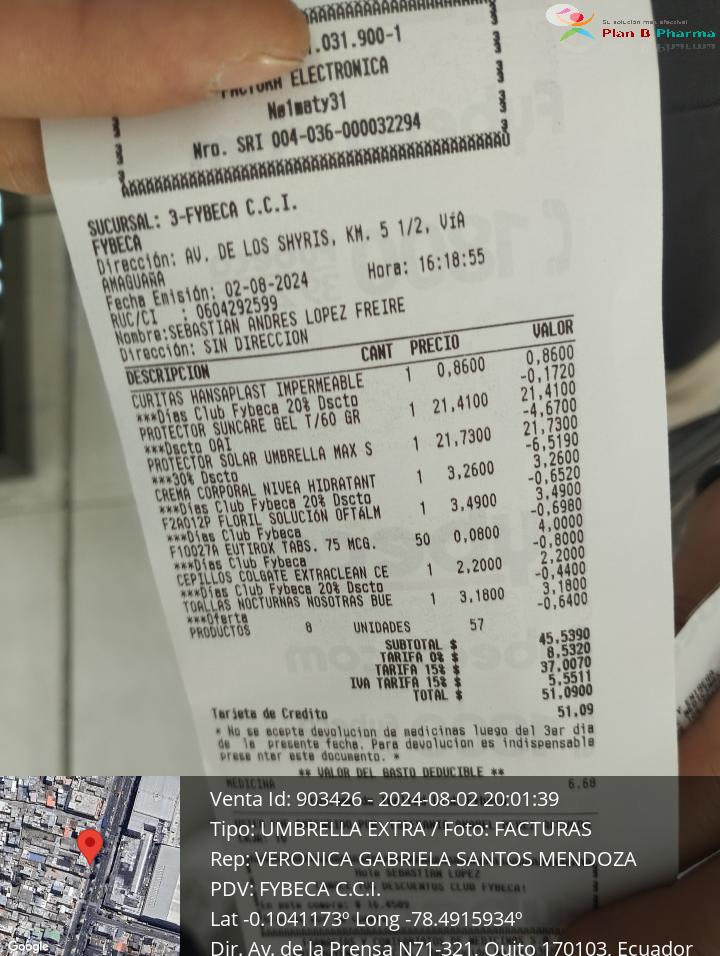 Su solución más efectiva!
Plan B Pharma
.031.900-1
FACTURA ELECTRONICA
No1maty31
Nro. SRI 004-036-000032294
SUCURSAL: 3-FYBECA C.C.I.
FYBECA
Dirección: AV. DE LOS SHYRIS, KM. 5 1/2, VíA
AMAGUAÑA
Fecha Emisión: 02-08-2024 Hora: 16:18:55
RUC/CI : 0604292599
Nombre:SEBASTIAN ANDRES LOPEZ FREIRE
Dirección: SIN DIRECCION
DESCRIPCION CANT PRECIO VALOR
CURITAS HANSAPLAST IMPERMEABLE 1 0,8600 0,8600
***Días Club Fybeca 20% Dscto -0,1720
PROTECTOR SUNCARE GEL T/60 GR 1 21,4100 21,4100
***Dscto OAI -4,6700
PROTECTOR SOLAR UMBRELLA MAX S 1 21,7300 21,7300
***30% Dscto -6,5190
CREMA CORPORAL NIVEA HIDRATANT 1 3,2600 3,2600
***Días Club Fybeca 20% Dscto -0,6520
F2A012P FLORIL SOLUCIóN OFTáLM 1 3,4900 3,4900
***Días Club Fybeca -0,6980
F10027A EUTIROX TABS. 75 MCG. 50 0,0800 4,0000
***Días Club Fybeca -0,8000
CEPILLOS COLGATE EXTRACLEAN CE 1 2,2000 2,2000
***Días Club Fybeca 20% Dscto -0,4400
TOALLAS NOCTURNAS NOSOTRAS BUE 1 3,1800 3,1800
***Oferta -0,6400
PRODUCTOS 8 UNIDADES 57
SUBTOTAL $ 45,5390
TARIFA 0% $ 8,5320
TARIFA 15% $ 37,0070
IVA TARIFA 15% $ 5,5511
TOTAL $ 51,0900
Tarjeta de Credito 51,09
* No se acepta devolucion de medicinas luego del 3er dia
de la presente fecha. Para devolucion es indispensable
prese ntar este documento. *
** VALOR DEL GASTO DEDUCIBLE **
MEDICINA 6.68
Hola SEBASTIAN LOPEZ
DESCUENTOS CLUB FYBECA!
Venta Id: 903426 - 2024-08-02 20:01:39
Tipo: UMBRELLA EXTRA / Foto: FACTURAS
Rep: VERONICA GABRIELA SANTOS MENDOZA
PDV: FYBECA C.C.I.
Lat -0.1041173º Long -78.4915934º
Dir. Av. de la Prensa N71-321, Quito 170103, Ecuador
Google